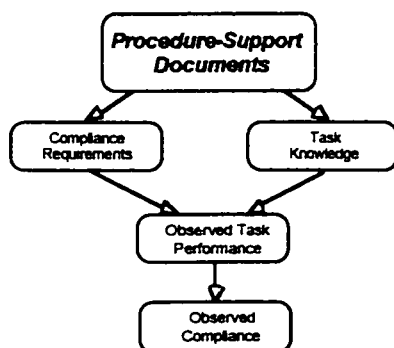 Procedure-Support
Documents
Compliance
Requirements
Task
Knowledge
Observed Task
Performance
Observed
Compliance